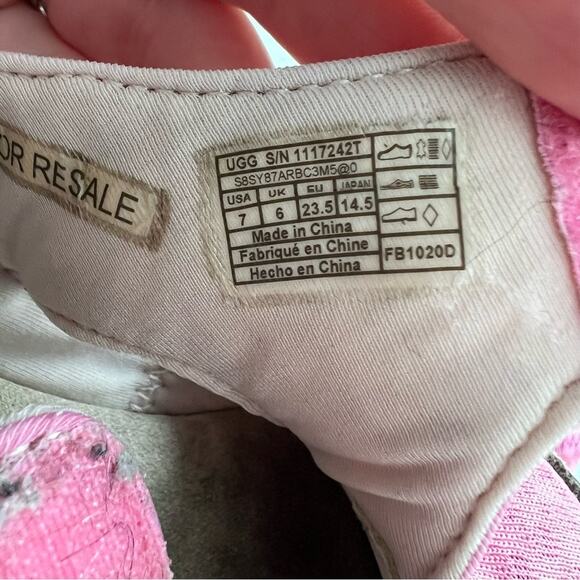 OR RESALE
UGG S/N 1117242T
S8SY87ARBC3M5@0
USA UK EU JAPAN
7 6 23.5 14.5
Made in China
Fabriqué en Chine
Hecho en China
FB1020D